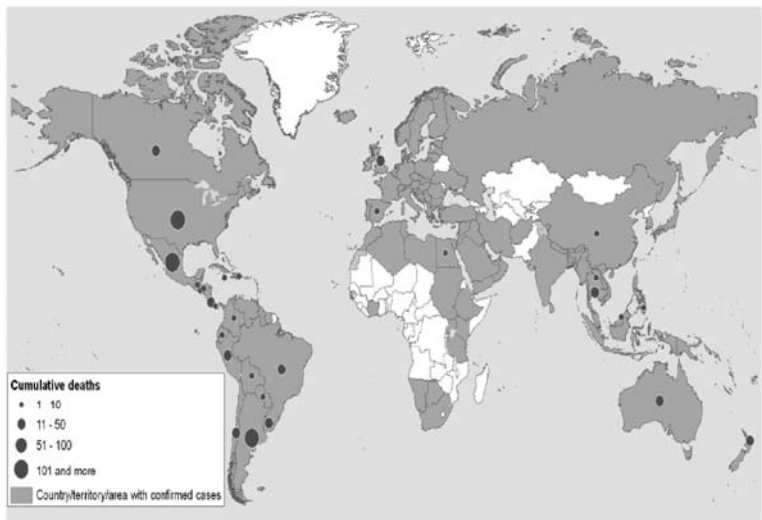 Cumulative deaths
1 - 10
11 - 50
51 - 100
101 and more
Country/territory/area with confirmed cases